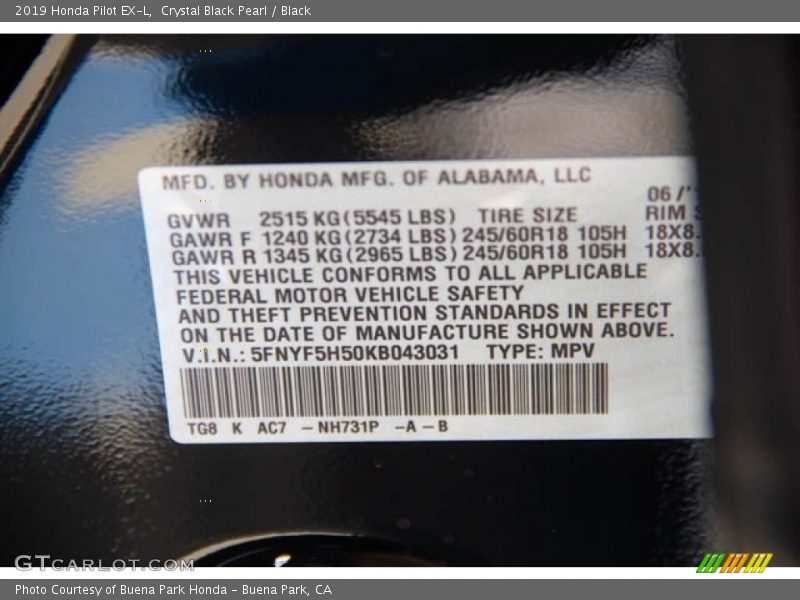 2019 Honda Pilot EX-L, Crystal Black Pearl / Black
MFD. BY HONDA MFG. OF ALABAMA, LLC
06 /
GVWR 2515 KG (5545 LBS) TIRE SIZE RIM
GAWR F 1240 KG (2734 LBS) 245/60R18 105H 18X8.
GAWR R 1345 KG (2965 LBS) 245/60R18 105H 18X8.
THIS VEHICLE CONFORMS TO ALL APPLICABLE
FEDERAL MOTOR VEHICLE SAFETY
AND THEFT PREVENTION STANDARDS IN EFFECT
ON THE DATE OF MANUFACTURE SHOWN ABOVE.
V.I.N.: 5FNYF5H50KB043031 TYPE: MPV
TG8 K AC7 -NH731P -A-B
GTcarlot.com
Photo Courtesy of Buena Park Honda - Buena Park, CA